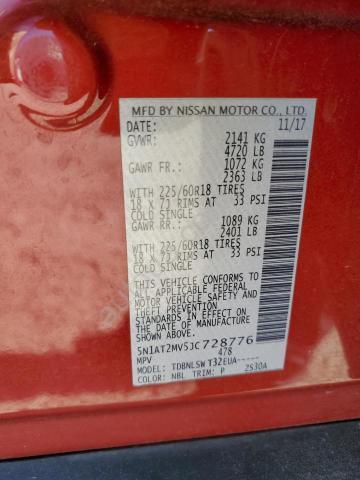 MFD BY NISSAN MOTOR CO., LTD.
DATE: 11/17
GVWR: 2141 KG
4720 LB
GAWR FR.: 1072 KG
2363 LB
WITH 225/60R18 TIRES
18 X 7J RIMS AT 33 PSI
COLD SINGLE
GAWR RR.: 1089 KG
2401 LB
WITH 225/60R18 TIRES
18 X 7J RIMS AT 33 PSI
COLD SINGLE
THIS VEHICLE CONFORMS TO
ALL APPLICABLE FEDERAL
MOTOR VEHICLE SAFETY AND
THEFT PREVENTION
STANDARDS IN EFFECT ON
THE DATE OF MANUFACTURE
SHOWN ABOVE.
5N1AT2MV5JC728776
MPV 478
MODEL: TDBNLSW T32EUA-----
COLOR: NBL TRIM: P 2S30A